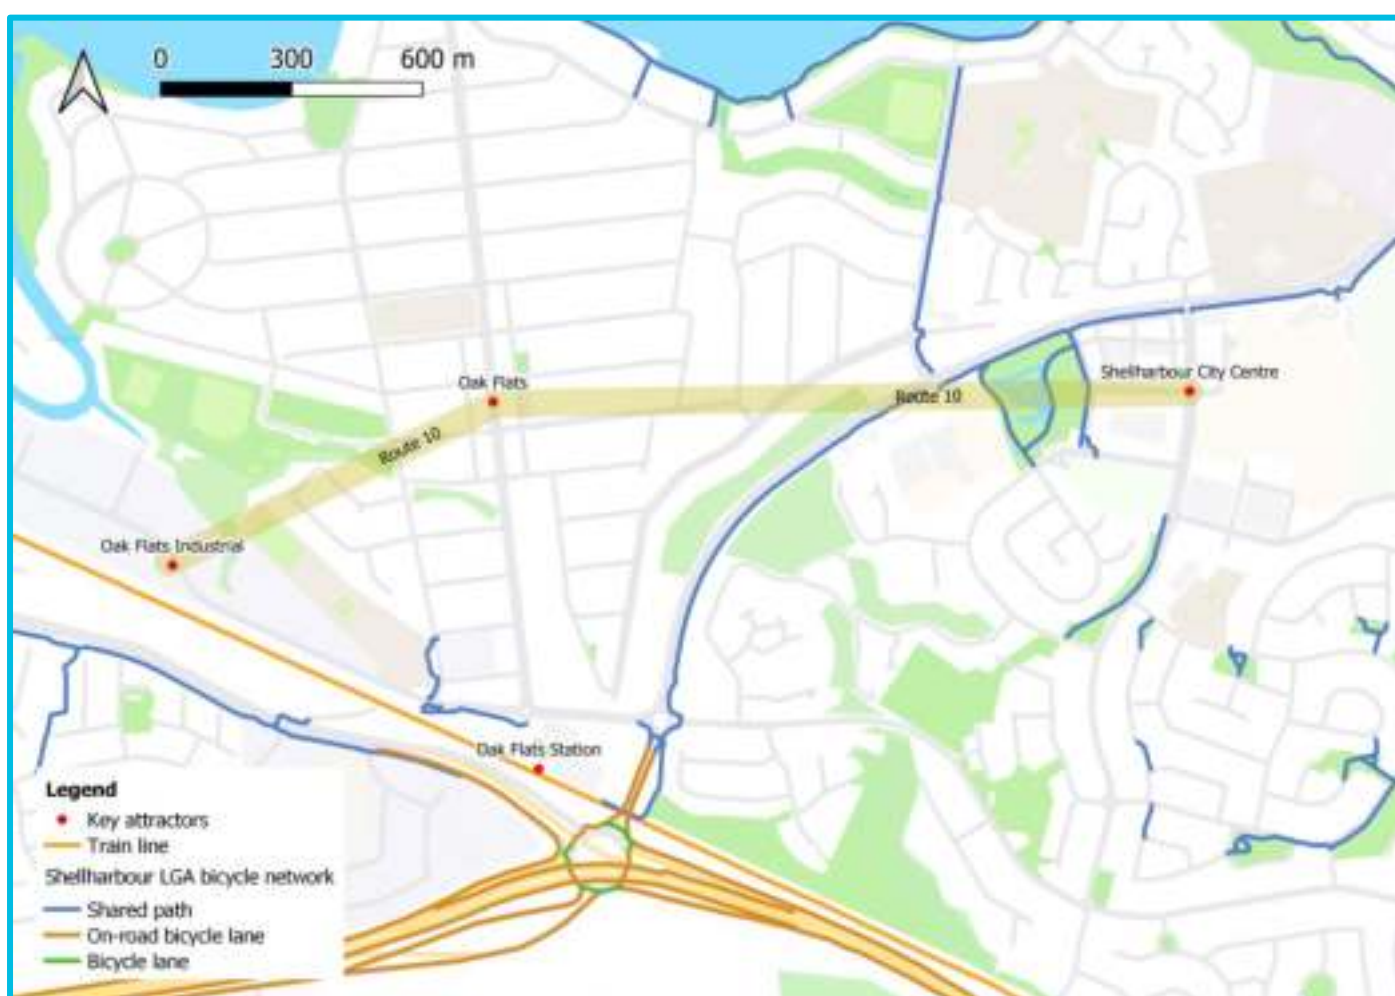 0 300 600 m
Oak Flats
Shellharbour City Centre
Route 10
Route 10
Oak Flats Industrial
Oak Flats Station
Legend
Key attractors
Train line
Shellharbour LGA bicycle network
Shared path
On-road bicycle lane
Bicycle lane